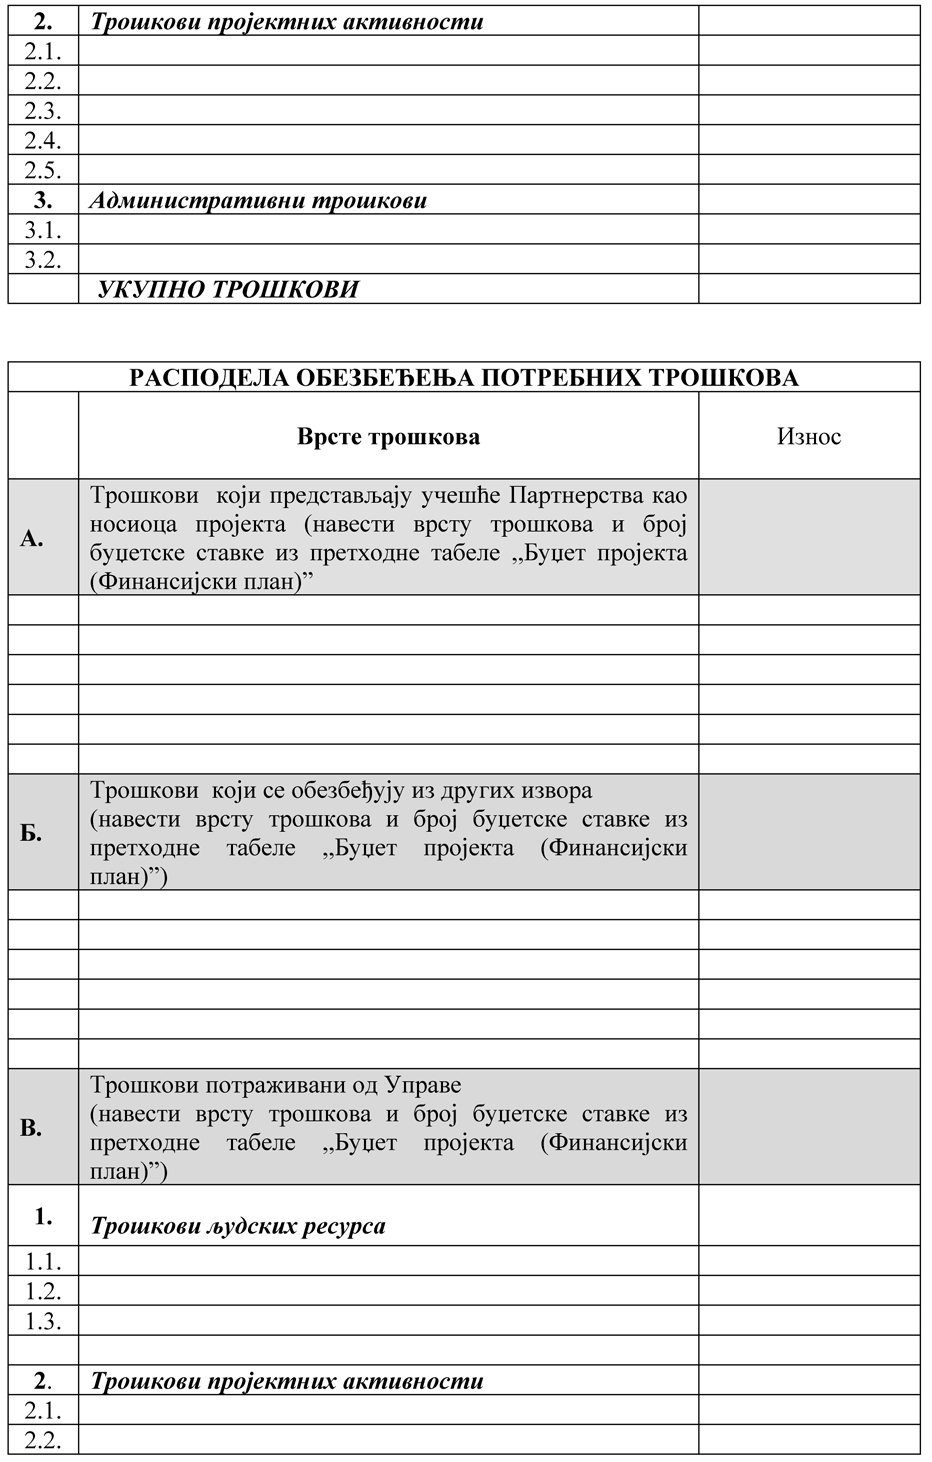 2. Трошкови пројектних активности
2.1.
2.2.
2.3.
2.4.
2.5.
3. Административни трошкови
3.1.
3.2.
УКУПНО ТРОШКОВИ
РАСПОДЕЛА ОБЕЗБЕЂЕЊА ПОТРЕБНИХ ТРОШКОВА
Врсте трошкова Износ
Трошкови који представљају учешће Партнерства као
носиоца пројекта (навести врсту трошкова и број
А.
буџетске ставке из претходне табеле „Буџет пројекта
(Финансијски план)”
Трошкови који се обезбеђују из других извора
(навести врсту трошкова и број буџетске ставке из
Б.
претходне табеле „Буџет пројекта (Финансијски
план)”)
Трошкови потраживани од Управе
(навести врсту трошкова и број буџетске ставке из
В.
претходне табеле „Буџет пројекта (Финансијски
план)”)
1. Трошкови људских ресурса
1.1.
1.2.
1.3.
2. Трошкови пројектних активности
2.1.
2.2.